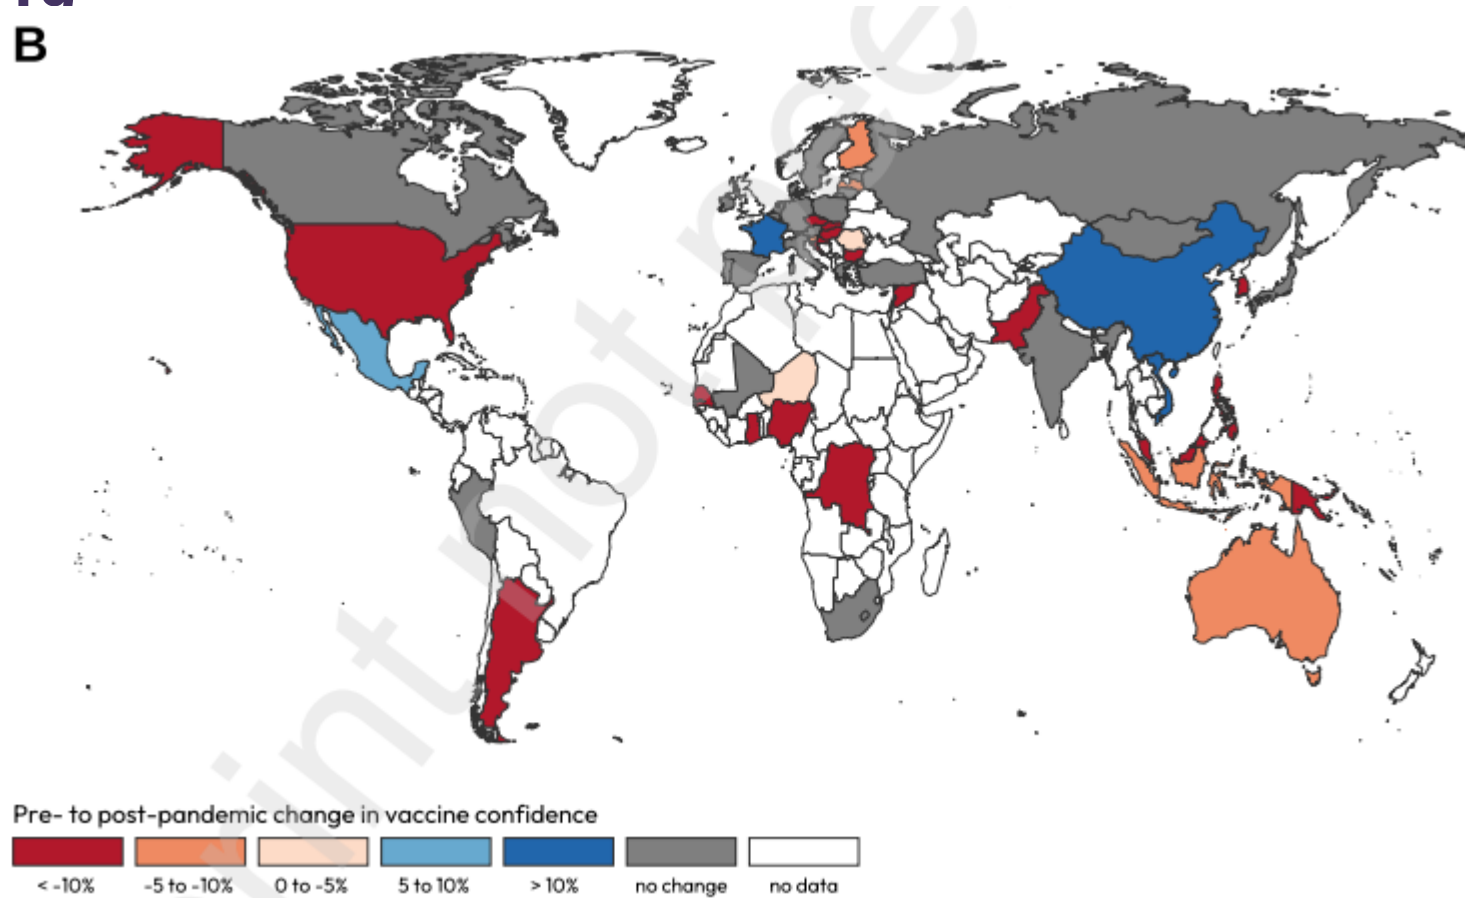 B
not
Pre- to post-pandemic change in vaccine confidence
< -10%
-5 to -10%
0 to -5%
5 to 10%
> 10%
no change
no data